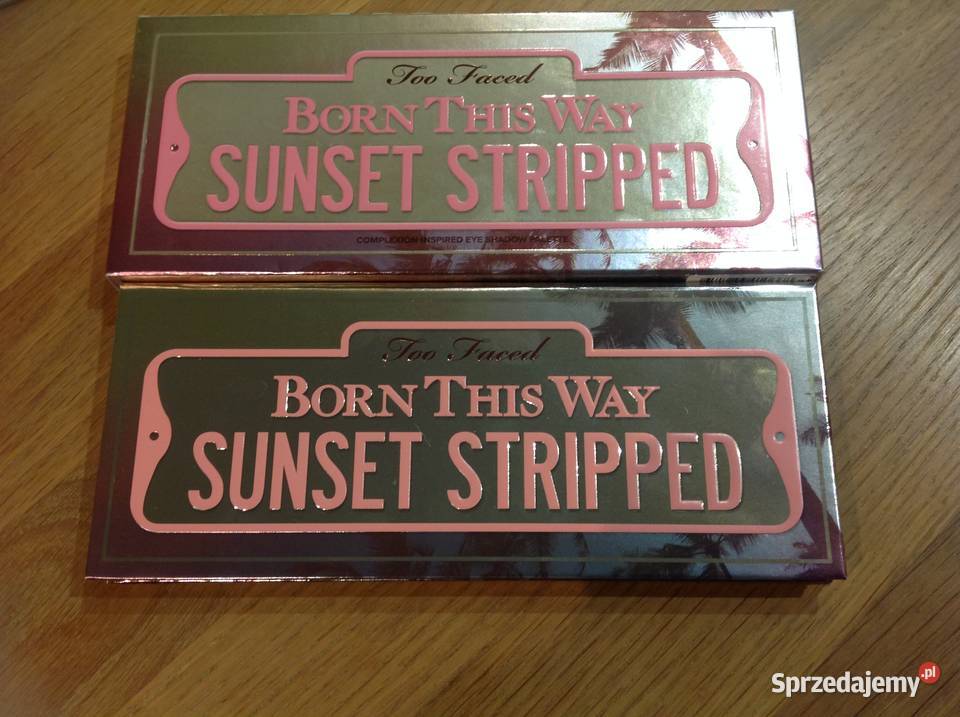 Too Faced
BORN THIS WAY
SUNSET STRIPPED
COMPLEXION INSPIRED EYE SHADOW PALETTE
Too Faced
BORN THIS WAY
SUNSET STRIPPED
Sprzedajemy.pl